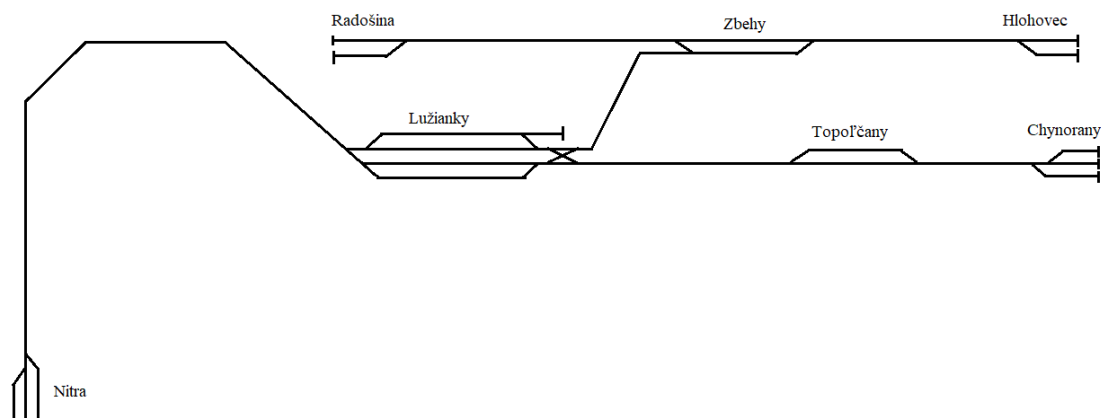 Radošina
Zbehy
Hlohovec
Lužianky
Topoľčany
Chynorany
Nitra